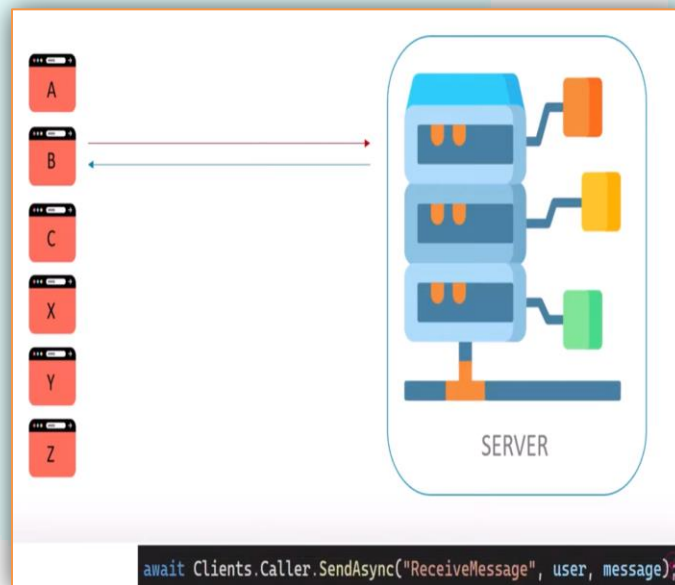 A
B
C
X
Y
Z
SERVER
await Clients.Caller.SendAsync("ReceiveMessage", user, message);